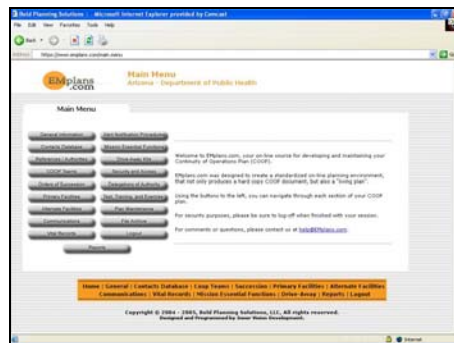 Bold Planning Solutions - Microsoft Internet Explorer provided by Comcast
File Edit View Favorites Tools Help
Back
Address
EMplans
.com
Main Menu
Arizona - Department of Public Health
Main Menu
General Information
Alert Notification Procedures
Contacts Database
Mission Essential Functions
References / Authorities
Drive-Away Kits
COOP Teams
Security and Access
Orders of Succession
Delegations of Authority
Primary Facilities
Test, Training, and Exercises
Alternate Facilities
Plan Maintenance
Communications
File Archive
Vital Records
Logout
Reports
Welcome to EMplans.com, your on-line source for developing and maintaining your
Continuity of Operations Plan (COOP).
EMplans.com was designed to create a standardized on-line planning environment,
that not only produces a hard copy COOP document, but also a "living plan".
Using the buttons to the left, you can navigate through each section of your COOP
plan.
For security purposes, please be sure to log off when finished with your session.
For comments or questions, please contact us at help@EMplans.com.
Home | General | Contacts Database | Coop Teams | Succession | Primary Facilities | Alternate Facilities
Communications | Vital Records | Mission Essential Functions | Drive-Away | Reports | Logout
Copyright © 2004 - 2005, Bold Planning Solutions, LLC, All rights reserved.
Designed and Programmed by Inner Vision Development.
Internet